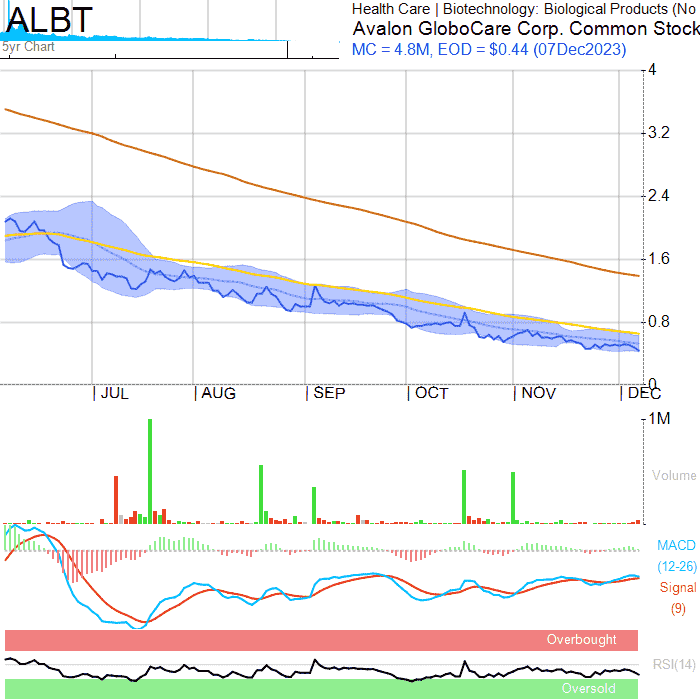 ALBT
5yr Chart
Health Care | Biotechnology: Biological Products (No
Avalon GloboCare Corp. Common Stock
MC = 4.8M, EOD = $0.44 (07Dec2023)
4
3.2
2.4
1.6
0.8
0
JUL
AUG
SEP
OCT
NOV
DEC
1M
Volume
MACD
(12-26)
Signal
(9)
Overbought
RSI(14)
Oversold